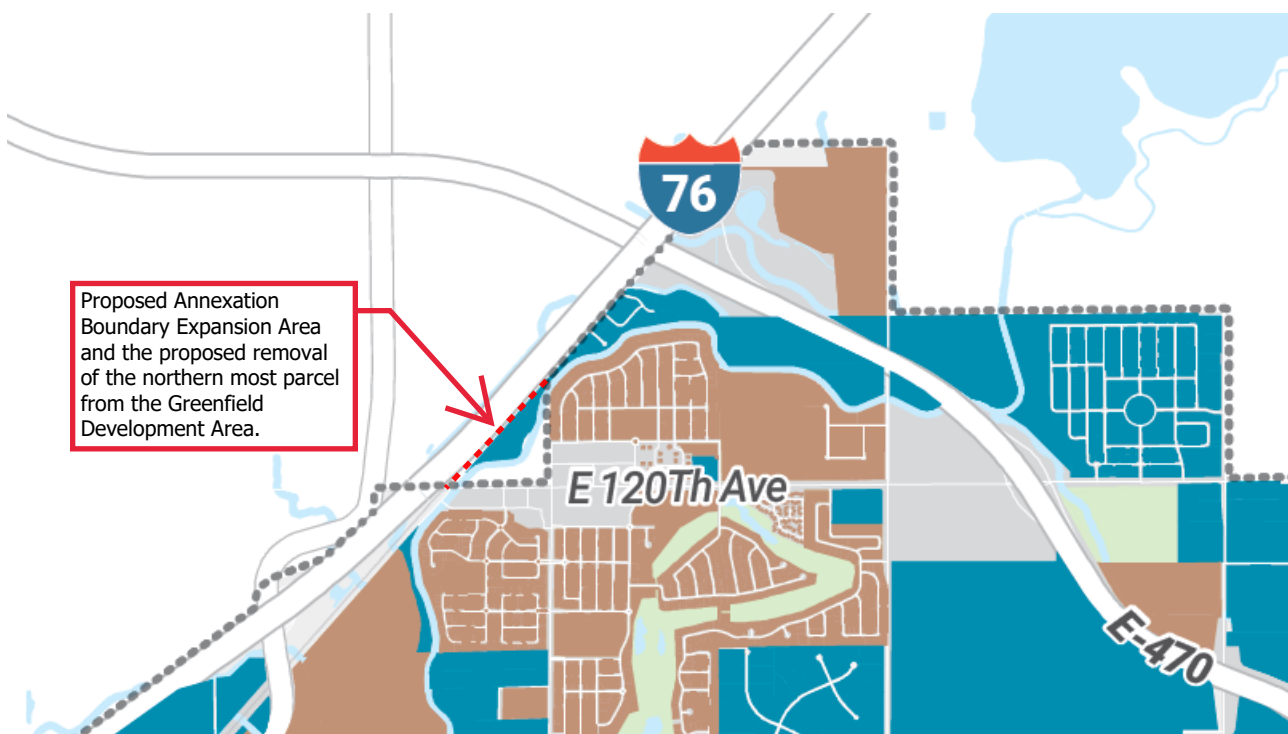 76
Proposed Annexation
Boundary Expansion Area
and the proposed removal
of the northern most parcel
from the Greenfield
Development Area.
E 120Th Ave
E-470